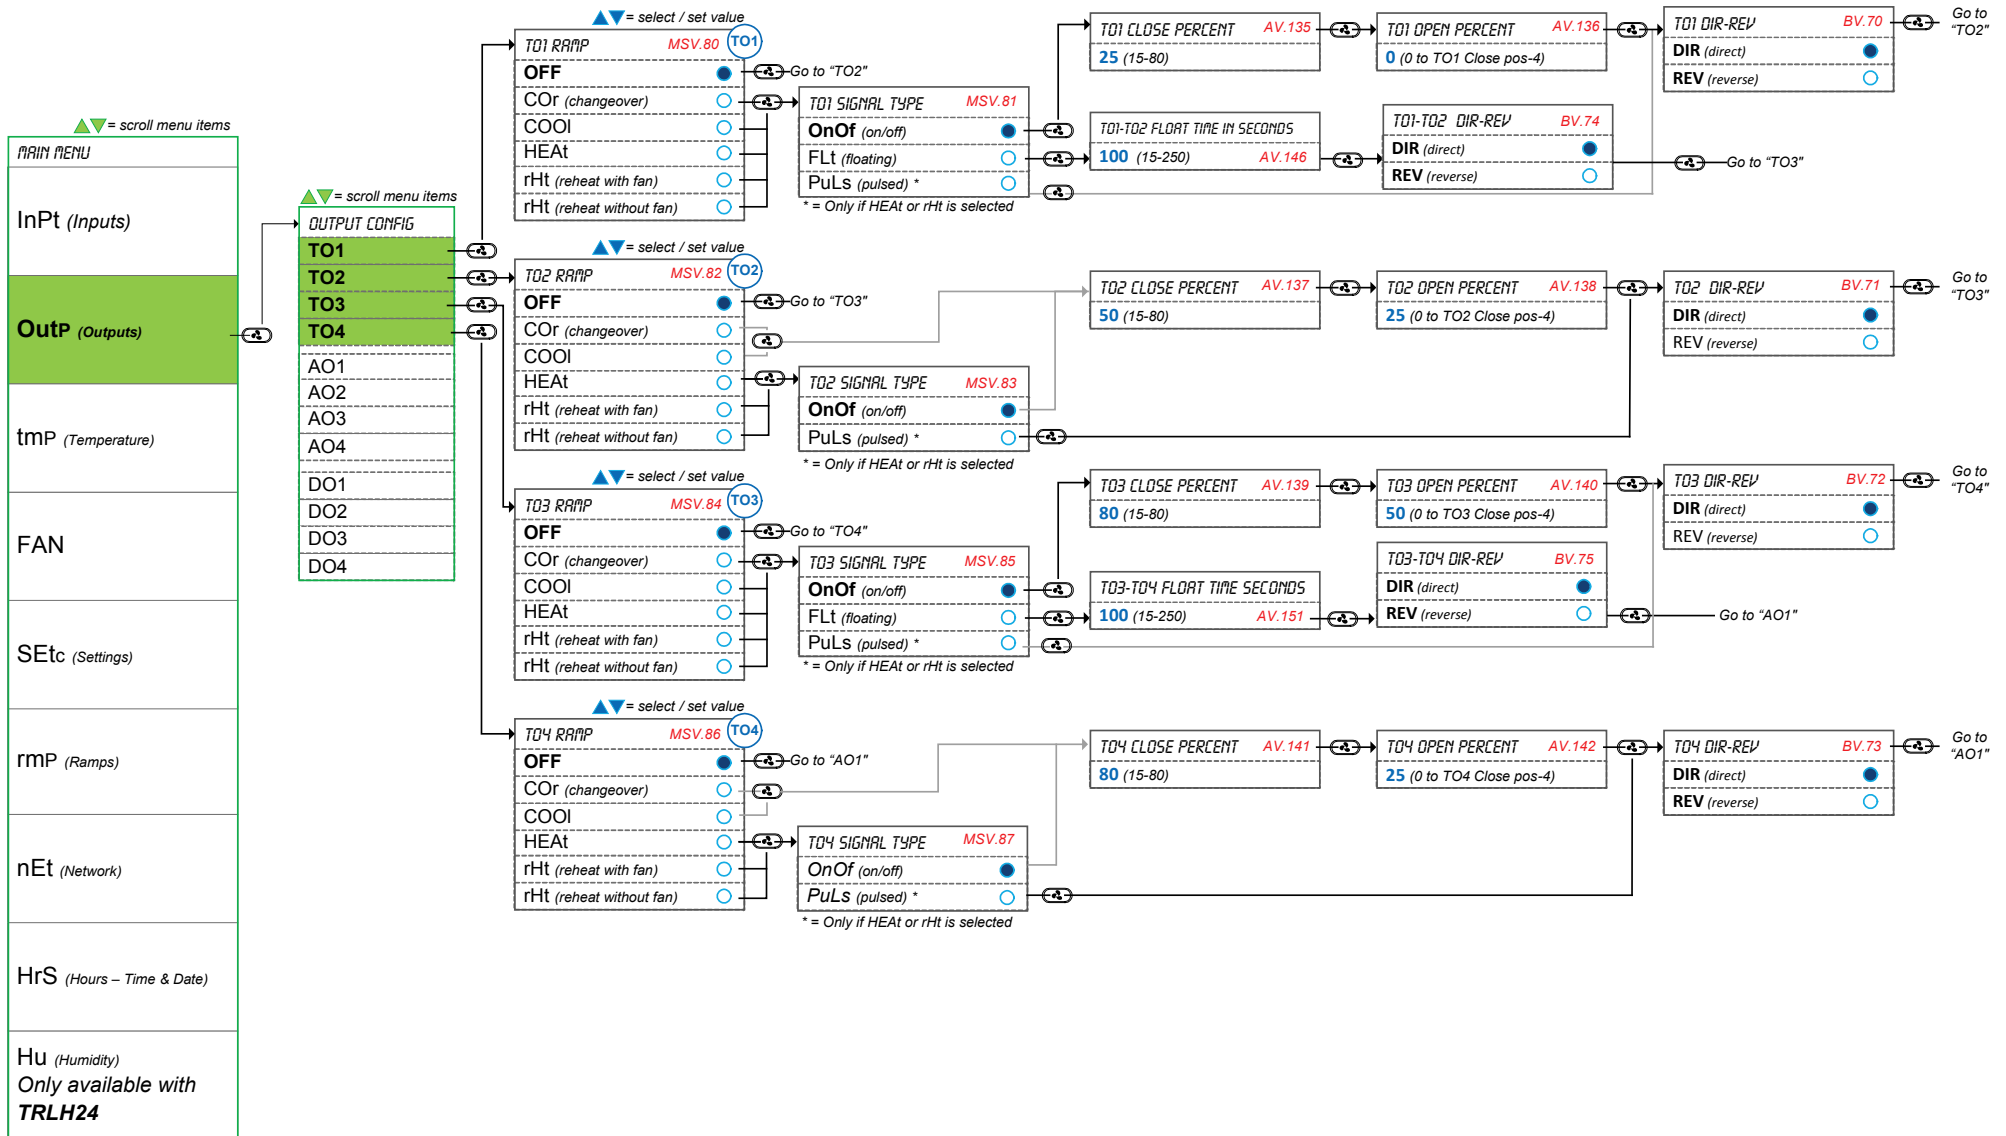 = scroll menu items
MAIN MENU
InPt (Inputs)
OutP (Outputs)
tmP (Temperature)
FAN
SEtc (Settings)
rmP (Ramps)
nEt (Network)
HrS (Hours – Time & Date)
Hu (Humidity)
Only available with
TRLH24
= scroll menu items
OUTPUT CONFIG
TO1
TO2
TO3
TO4
AO1
AO2
AO3
AO4
DO1
DO2
DO3
DO4
= select / set value
TO1 RAMP MSV.80 TO1
OFF
Go to “TO2”
COr (changeover)
COOl
HEAt
rHt (reheat with fan)
rHt (reheat without fan)
TO1 SIGNAL TYPE MSV.81
OnOf (on/off)
FLt (floating)
PuLs (pulsed) *
* = Only if HEAt or rHt is selected
TO1 CLOSE PERCENT AV.135
25 (15-80)
TO1 OPEN PERCENT AV.136
0 (0 to TO1 Close pos-4)
TO1 DIR-REV BV.70
DIR (direct)
REV (reverse)
Go to
“TO2”
TO1-TO2 FLOAT TIME IN SECONDS
100 (15-250) AV.146
TO1-TO2 DIR-REV BV.74
DIR (direct)
REV (reverse)
Go to “TO3”
= select / set value
TO2 RAMP MSV.82 TO2
OFF
Go to “TO3”
COr (changeover)
COOl
HEAt
rHt (reheat with fan)
rHt (reheat without fan)
TO2 SIGNAL TYPE MSV.83
OnOf (on/off)
PuLs (pulsed) *
* = Only if HEAt or rHt is selected
TO2 CLOSE PERCENT AV.137
50 (15-80)
TO2 OPEN PERCENT AV.138
25 (0 to TO2 Close pos-4)
TO2 DIR-REV BV.71
DIR (direct)
REV (reverse)
Go to
“TO3”
= select / set value
TO3 RAMP MSV.84 TO3
OFF
Go to “TO4”
COr (changeover)
COOl
HEAt
rHt (reheat with fan)
rHt (reheat without fan)
TO3 SIGNAL TYPE MSV.85
OnOf (on/off)
FLt (floating)
PuLs (pulsed) *
* = Only if HEAt or rHt is selected
TO3 CLOSE PERCENT AV.139
80 (15-80)
TO3 OPEN PERCENT AV.140
50 (0 to TO3 Close pos-4)
TO3 DIR-REV BV.72
DIR (direct)
REV (reverse)
Go to
“TO4”
TO3-TO4 FLOAT TIME SECONDS
100 (15-250) AV.151
TO3-TO4 DIR-REV BV.75
DIR (direct)
REV (reverse)
Go to “AO1”
= select / set value
TO4 RAMP MSV.86 TO4
OFF
Go to “AO1”
COr (changeover)
COOl
HEAt
rHt (reheat with fan)
rHt (reheat without fan)
TO4 SIGNAL TYPE MSV.87
OnOf (on/off)
PuLs (pulsed) *
* = Only if HEAt or rHt is selected
TO4 CLOSE PERCENT AV.141
80 (15-80)
TO4 OPEN PERCENT AV.142
25 (0 to TO4 Close pos-4)
TO4 DIR-REV BV.73
DIR (direct)
REV (reverse)
Go to
“AO1”